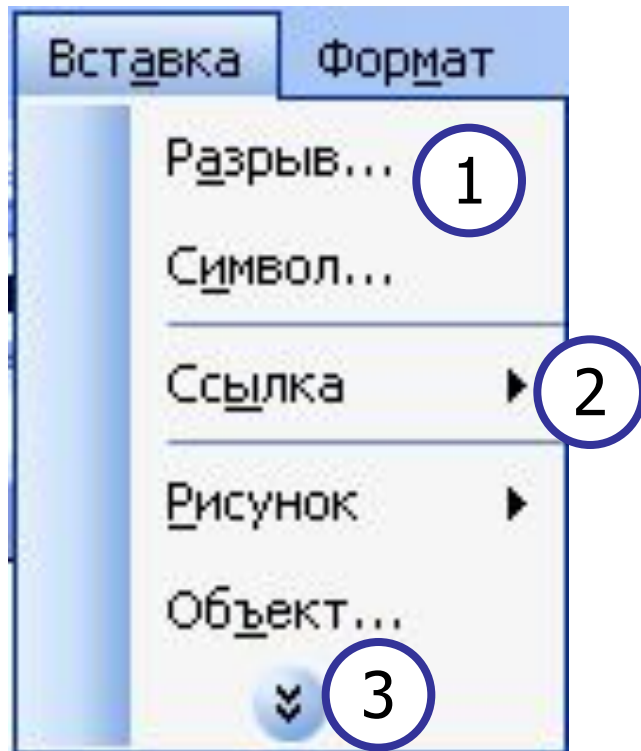 Вставка Формат
Разрыв... 1
Символ...
Ссылка 2
Рисунок
Объект...
3